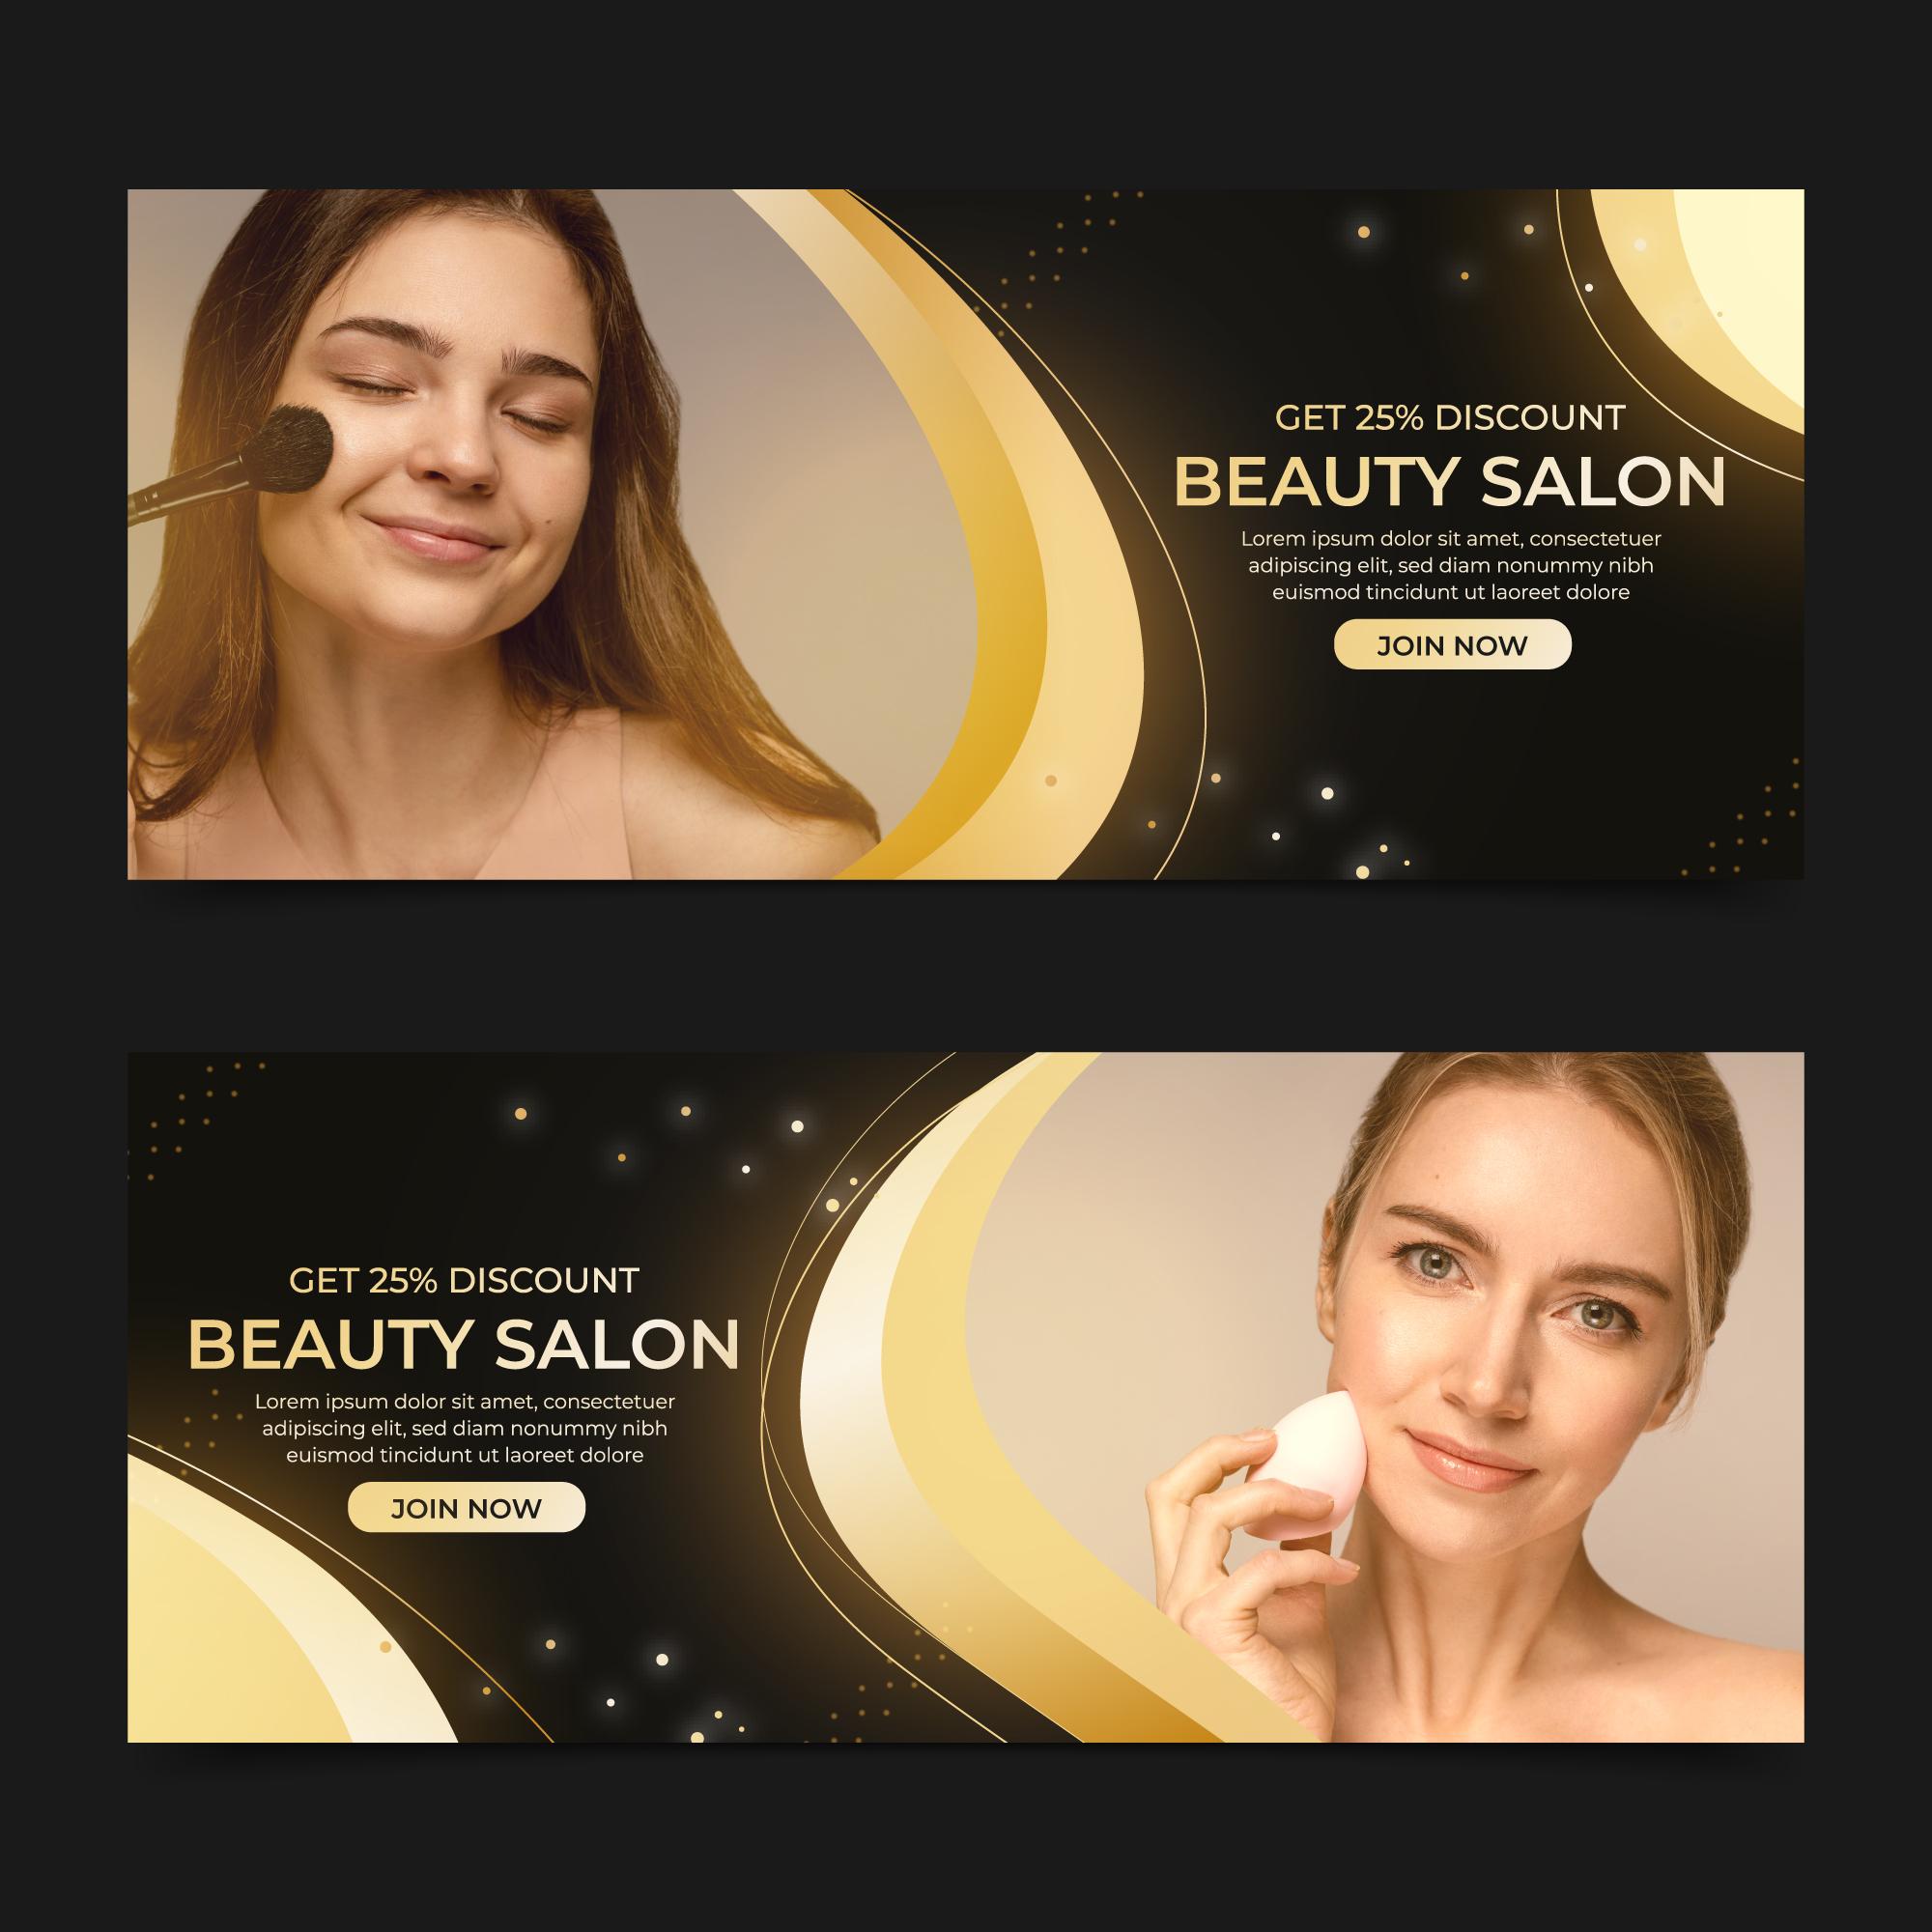 GET 25% DISCOUNT
BEAUTY SALON
Lorem ipsum dolor sit amet, consectetuer
adipiscing elit, sed diam nonummy nibh
euismod tincidunt ut laoreet dolore
JOIN NOW
GET 25% DISCOUNT
BEAUTY SALON
Lorem ipsum dolor sit amet, consectetuer
adipiscing elit, sed diam nonummy nibh
euismod tincidunt ut laoreet dolore
JOIN NOW